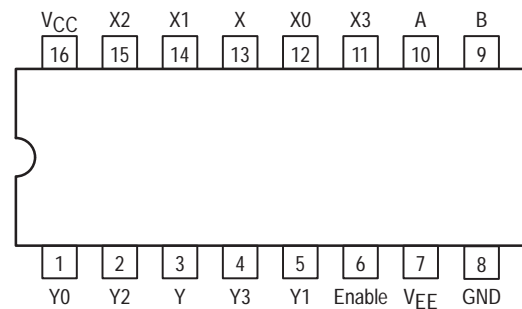 VCC X2 X1 X X0 X3 A B
16 15 14 13 12 11 10 9
1 2 3 4 5 6 7 8
Y0 Y2 Y Y3 Y1 Enable VEE GND